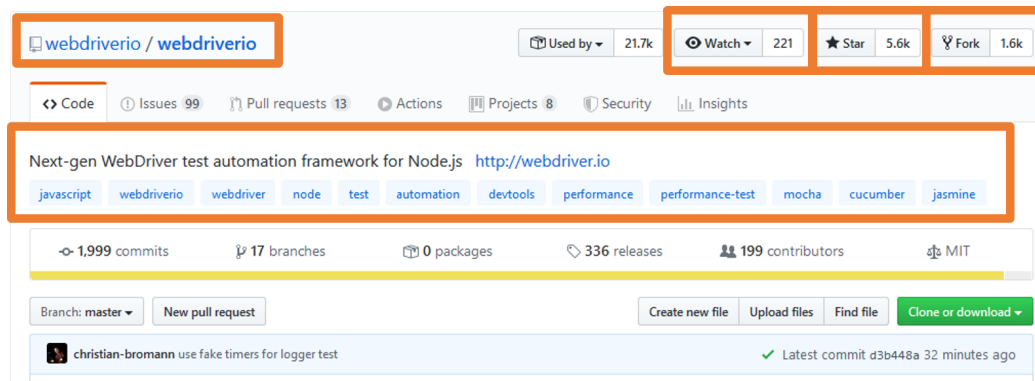 webdriverio / webdriverio Used by 21.7k Watch 221 Star 5.6k Fork 1.6k
Code Issues 99 Pull requests 13 Actions Projects 8 Security Insights
Next-gen WebDriver test automation framework for Node.js http://webdriver.io
javascript webdriverio webdriver node test automation devtools performance performance-test mocha cucumber jasmine
1,999 commits 17 branches 0 packages 336 releases 199 contributors MIT
Branch: master New pull request Create new file Upload files Find file Clone or download
christian-bromann use fake timers for logger test Latest commit d3b448a 32 minutes ago